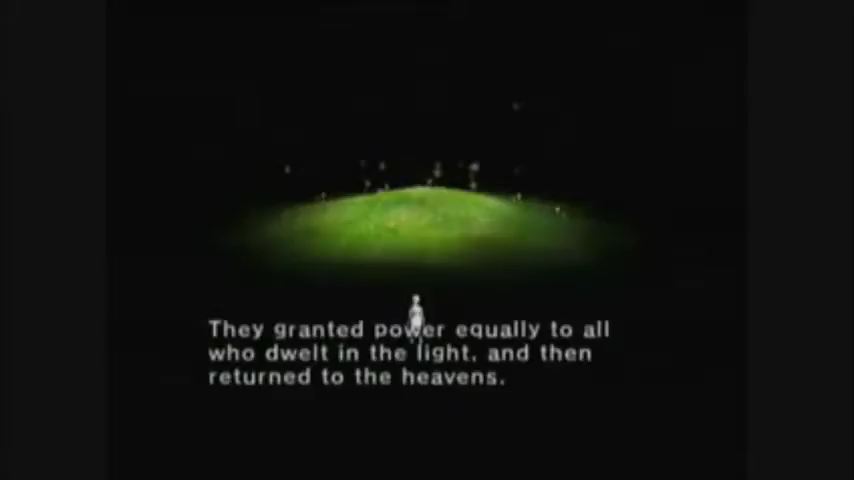 They granted power equally to all
who dwelt in the light, and then
returned to the heavens.